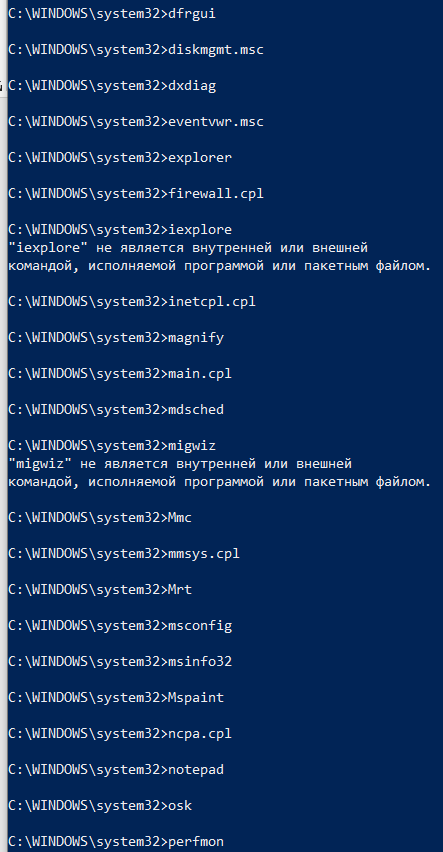 C:\WINDOWS\system32>dfrgui
C:\WINDOWS\system32>diskmgmt.msc
C:\WINDOWS\system32>dxdiag
C:\WINDOWS\system32>eventvwr.msc
C:\WINDOWS\system32>explorer
C:\WINDOWS\system32>firewall.cpl
C:\WINDOWS\system32>iexplore
"iexplore" не является внутренней или внешней
командой, исполняемой программой или пакетным файлом.
C:\WINDOWS\system32>inetcpl.cpl
C:\WINDOWS\system32>magnify
C:\WINDOWS\system32>main.cpl
C:\WINDOWS\system32>mdsched
C:\WINDOWS\system32>migwiz
"migwiz" не является внутренней или внешней
командой, исполняемой программой или пакетным файлом.
C:\WINDOWS\system32>Mmc
C:\WINDOWS\system32>mmsys.cpl
C:\WINDOWS\system32>Mrt
C:\WINDOWS\system32>msconfig
C:\WINDOWS\system32>msinfo32
C:\WINDOWS\system32>Mspaint
C:\WINDOWS\system32>ncpa.cpl
C:\WINDOWS\system32>notepad
C:\WINDOWS\system32>osk
C:\WINDOWS\system32>perfmon